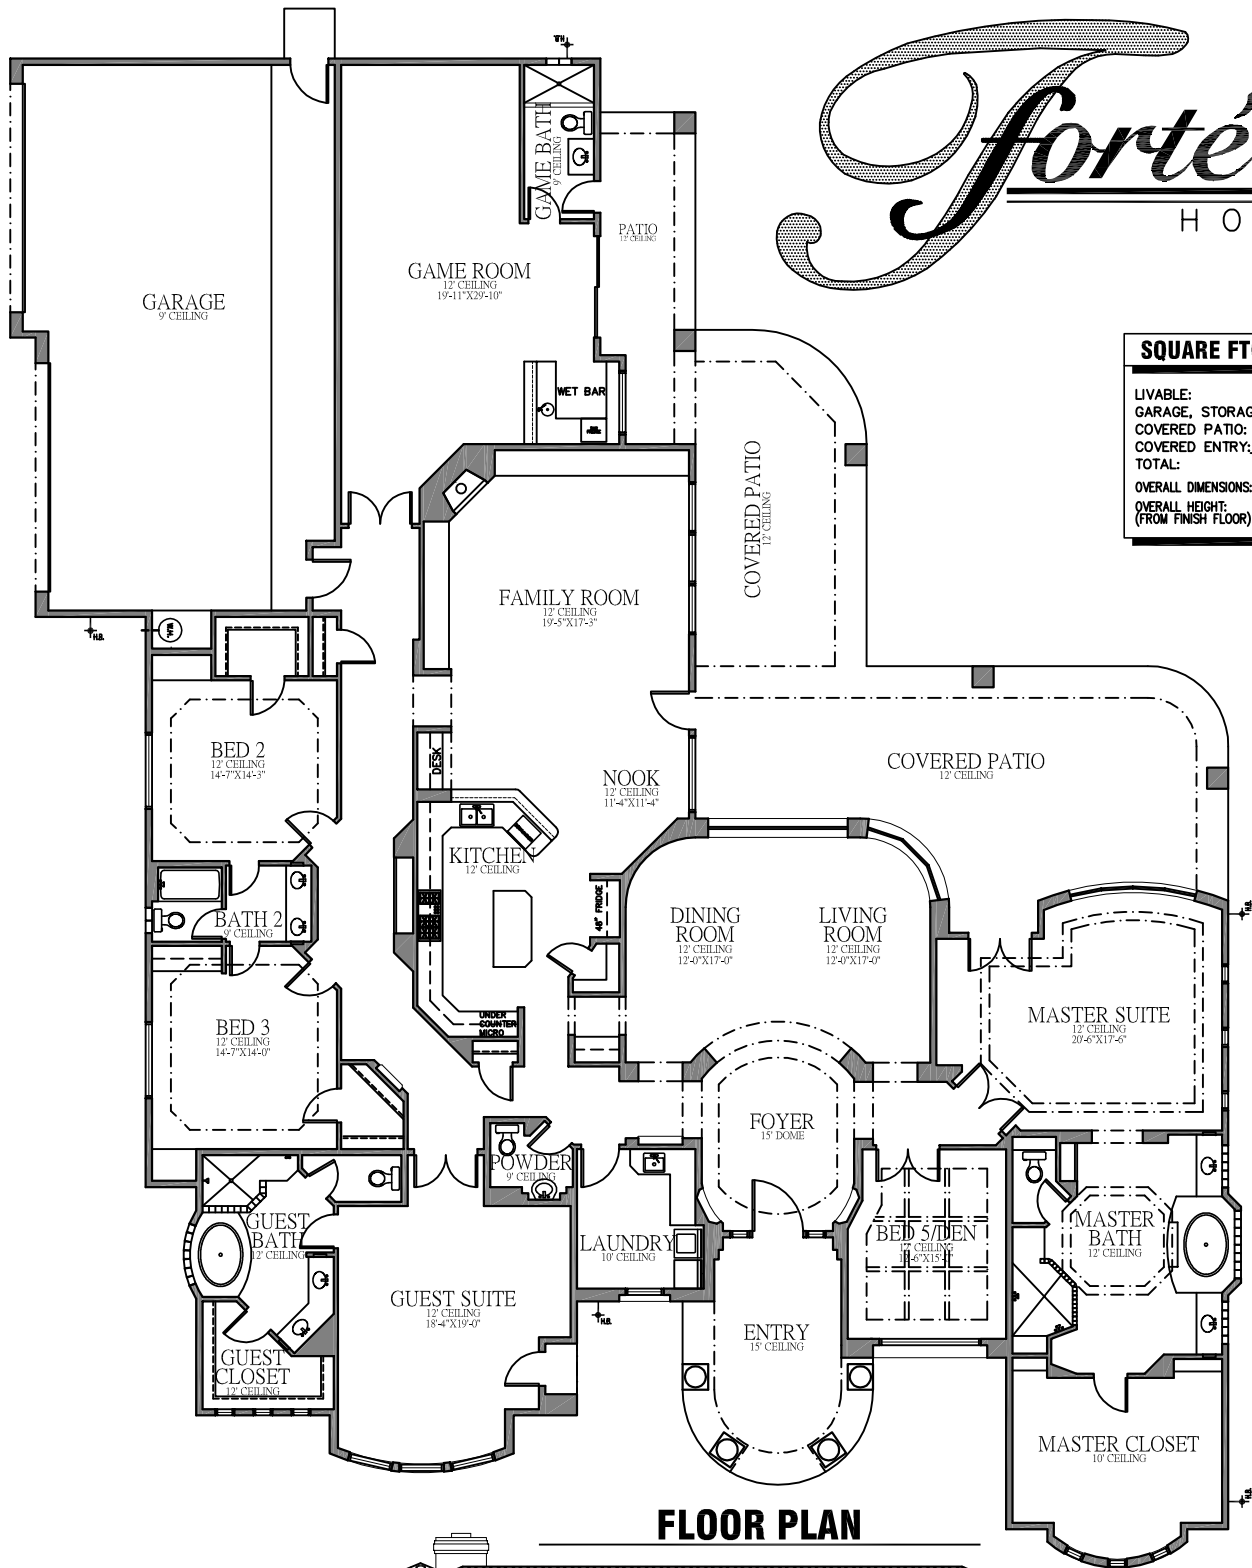 Forté
HO
SQUARE FT
LIVABLE:
GARAGE, STORAG
COVERED PATIO:
COVERED ENTRY:
TOTAL:
OVERALL DIMENSIONS:
OVERALL HEIGHT:
(FROM FINISH FLOOR)
GAME BATH
9' CEILING
PATIO
12' CEILING
GAME ROOM
12' CEILING
19'-11"X29'-10"
GARAGE
9' CEILING
WET BAR
COVERED PATIO
12' CEILING
FAMILY ROOM
12' CEILING
19'-5"X17'-3"
H.B.
W.H.
BED 2
12' CEILING
14'-7"X14'-3"
DESK
NOOK
12' CEILING
11'-4"X11'-4"
COVERED PATIO
12' CEILING
KITCHEN
12' CEILING
48" FRIDGE
BATH 2
9' CEILING
DINING
ROOM
12' CEILING
12'-0"X17'-0"
LIVING
ROOM
12' CEILING
12'-0"X17'-0"
H.B.
UNDER
COUNTER
MICRO
BED 3
12' CEILING
14'-7"X14'-0"
MASTER SUITE
12' CEILING
20'-6"X17'-6"
FOYER
15' DOME
POWDER
9' CEILING
GUEST
BATH
12' CEILING
LAUNDRY
10' CEILING
BED 5/DEN
12' CEILING
MASTER
BATH
12' CEILING
GUEST SUITE
12' CEILING
18'-4"X19'-0"
H.B.
ENTRY
15' CEILING
GUEST
CLOSET
12' CEILING
MASTER CLOSET
10' CEILING
H.B.
FLOOR PLAN